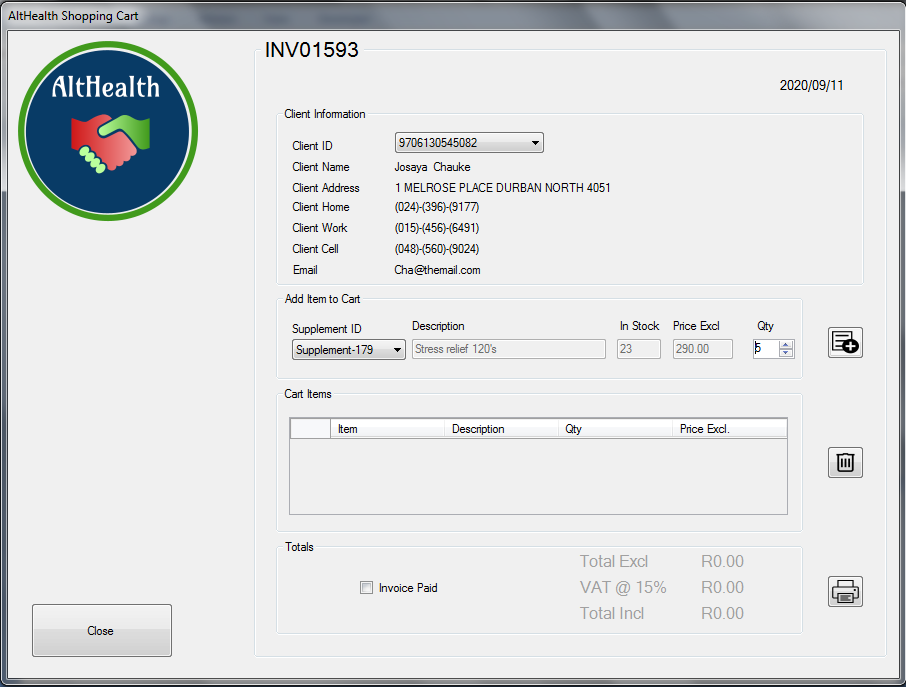 AltHealth Shopping Cart
AltHealth
INV01593
2020/09/11
Client Information
Client ID 9706130545082
Client Name Josaya Chauke
Client Address 1 MELROSE PLACE DURBAN NORTH 4051
Client Home (024)-(396)-(9177)
Client Work (015)-(456)-(6491)
Client Cell (048)-(560)-(9024)
Email Cha@themail.com
Add Item to Cart
Supplement ID Description In Stock Price Excl Qty
Supplement-179 Stress relief 120's 23 290.00 5
Cart Items
Item Description Qty Price Excl.
Totals
Total Excl R0.00
Invoice Paid VAT @ 15% R0.00
Total Incl R0.00
Close